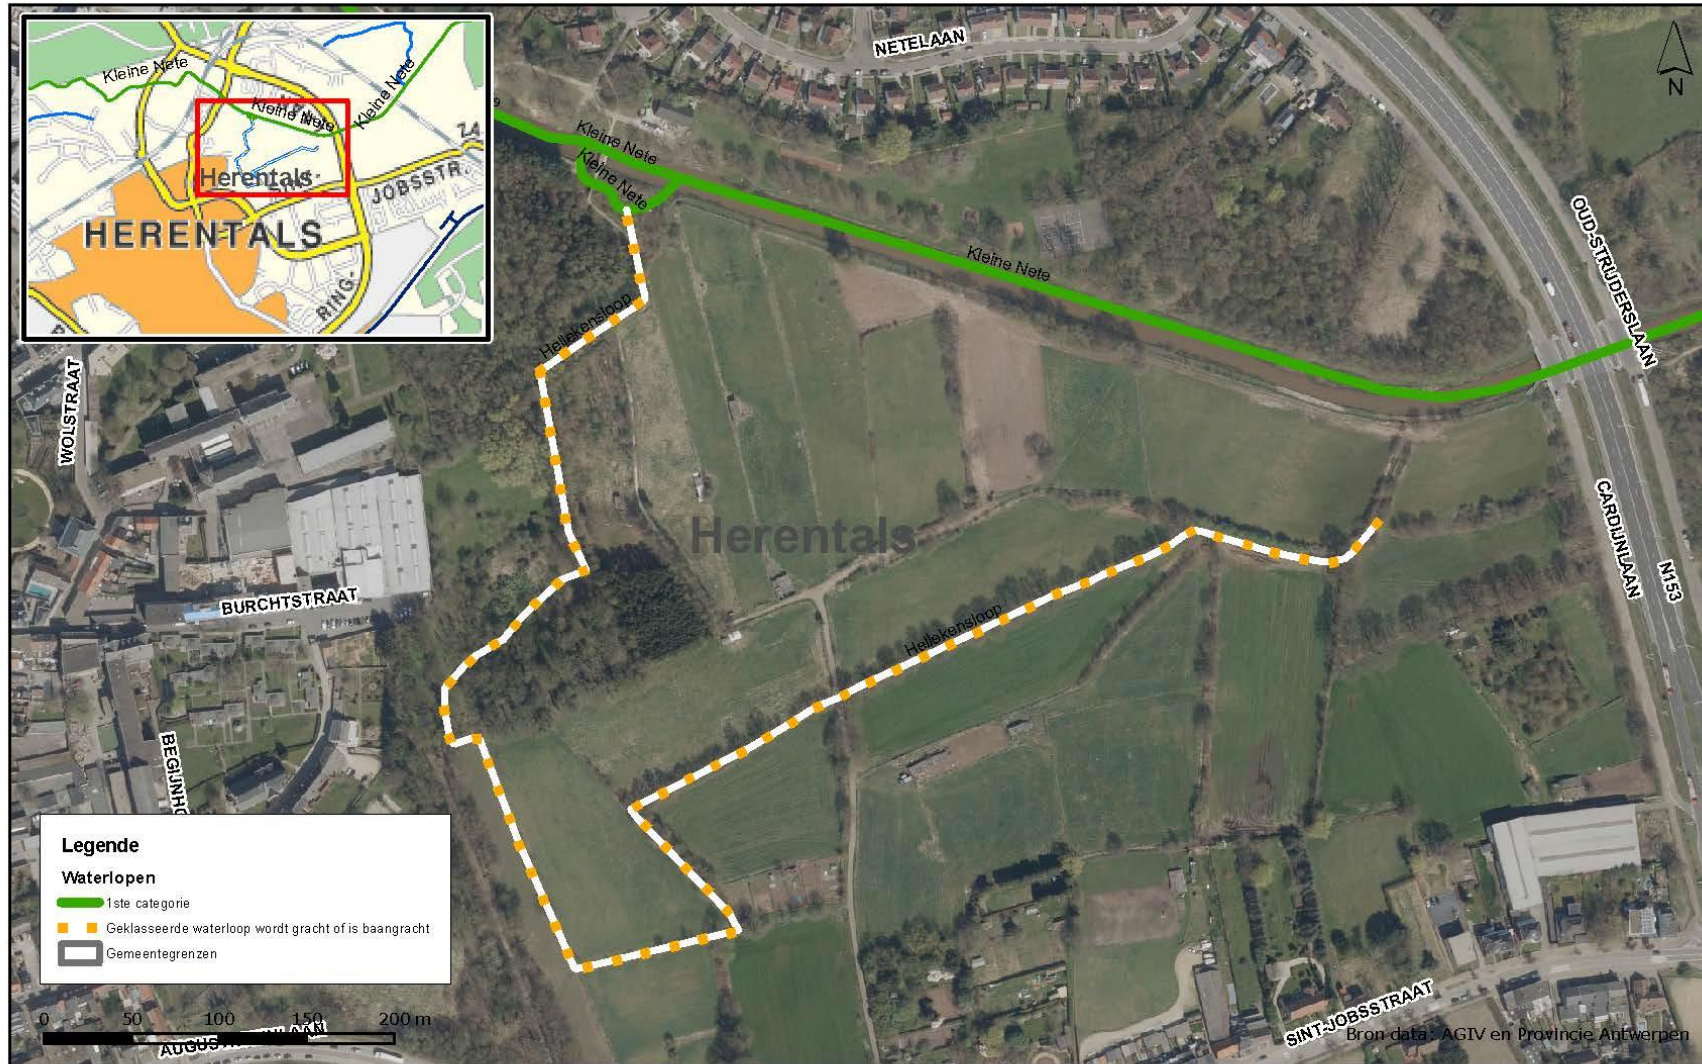 Kleine Nete
Kleine Nete
Kleine Nete
Herentals
JOBSSTR.
HERENTALS
RING.
NETELAAN
N
Kleine Nete
Kleine Nete
Kleine Nete
OUD-STRIJDERSLAAN
Hellekensloop
WOLSTRAAT
Herentals
CARDIJNLAAN
N153
BURCHTSTRAAT
Hellekensloop
Legende
Waterlopen
1ste categorie
Geklasseerde waterloop wordt gracht of is baangracht
Gemeentegrenzen
0 50 100 150 200 m
SINT-JOBSSTRAAT
Bron data: AGIV en Provincie Antwerpen